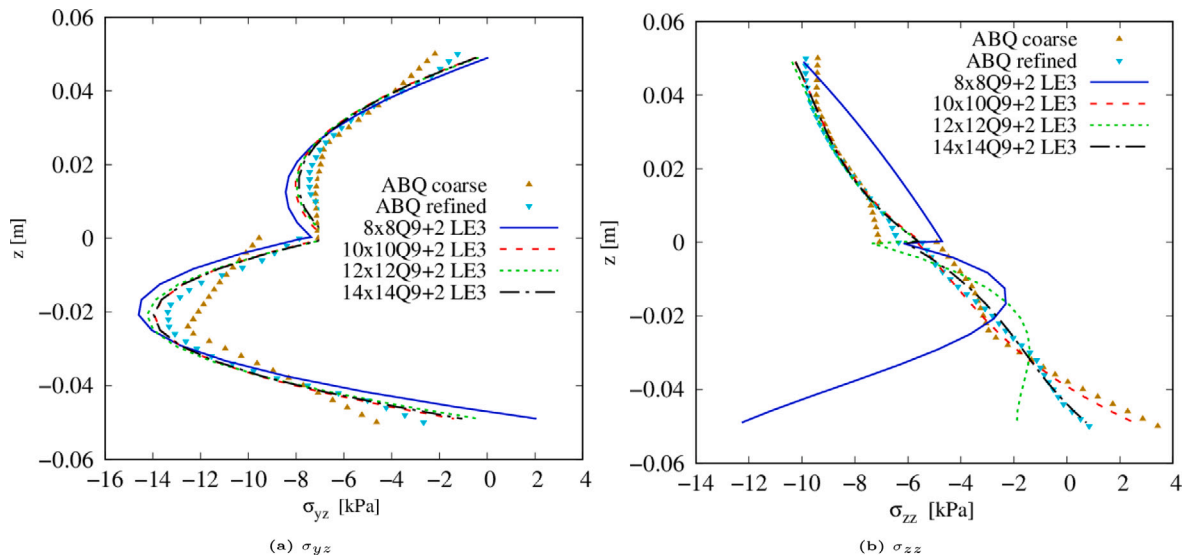 0.06
0.04
0.02
0
−0.02
−0.04
−0.06
z [m]
ABQ coarse
ABQ refined
8x8Q9+2 LE3
10x10Q9+2 LE3
12x12Q9+2 LE3
14x14Q9+2 LE3
−16 −14 −12 −10 −8 −6 −4 −2 0 2 4
σyz [kPa]
(a) σyz
0.06
0.04
0.02
0
−0.02
−0.04
−0.06
z [m]
ABQ coarse
ABQ refined
8x8Q9+2 LE3
10x10Q9+2 LE3
12x12Q9+2 LE3
14x14Q9+2 LE3
−14 −12 −10 −8 −6 −4 −2 0 2 4
σzz [kPa]
(b) σzz